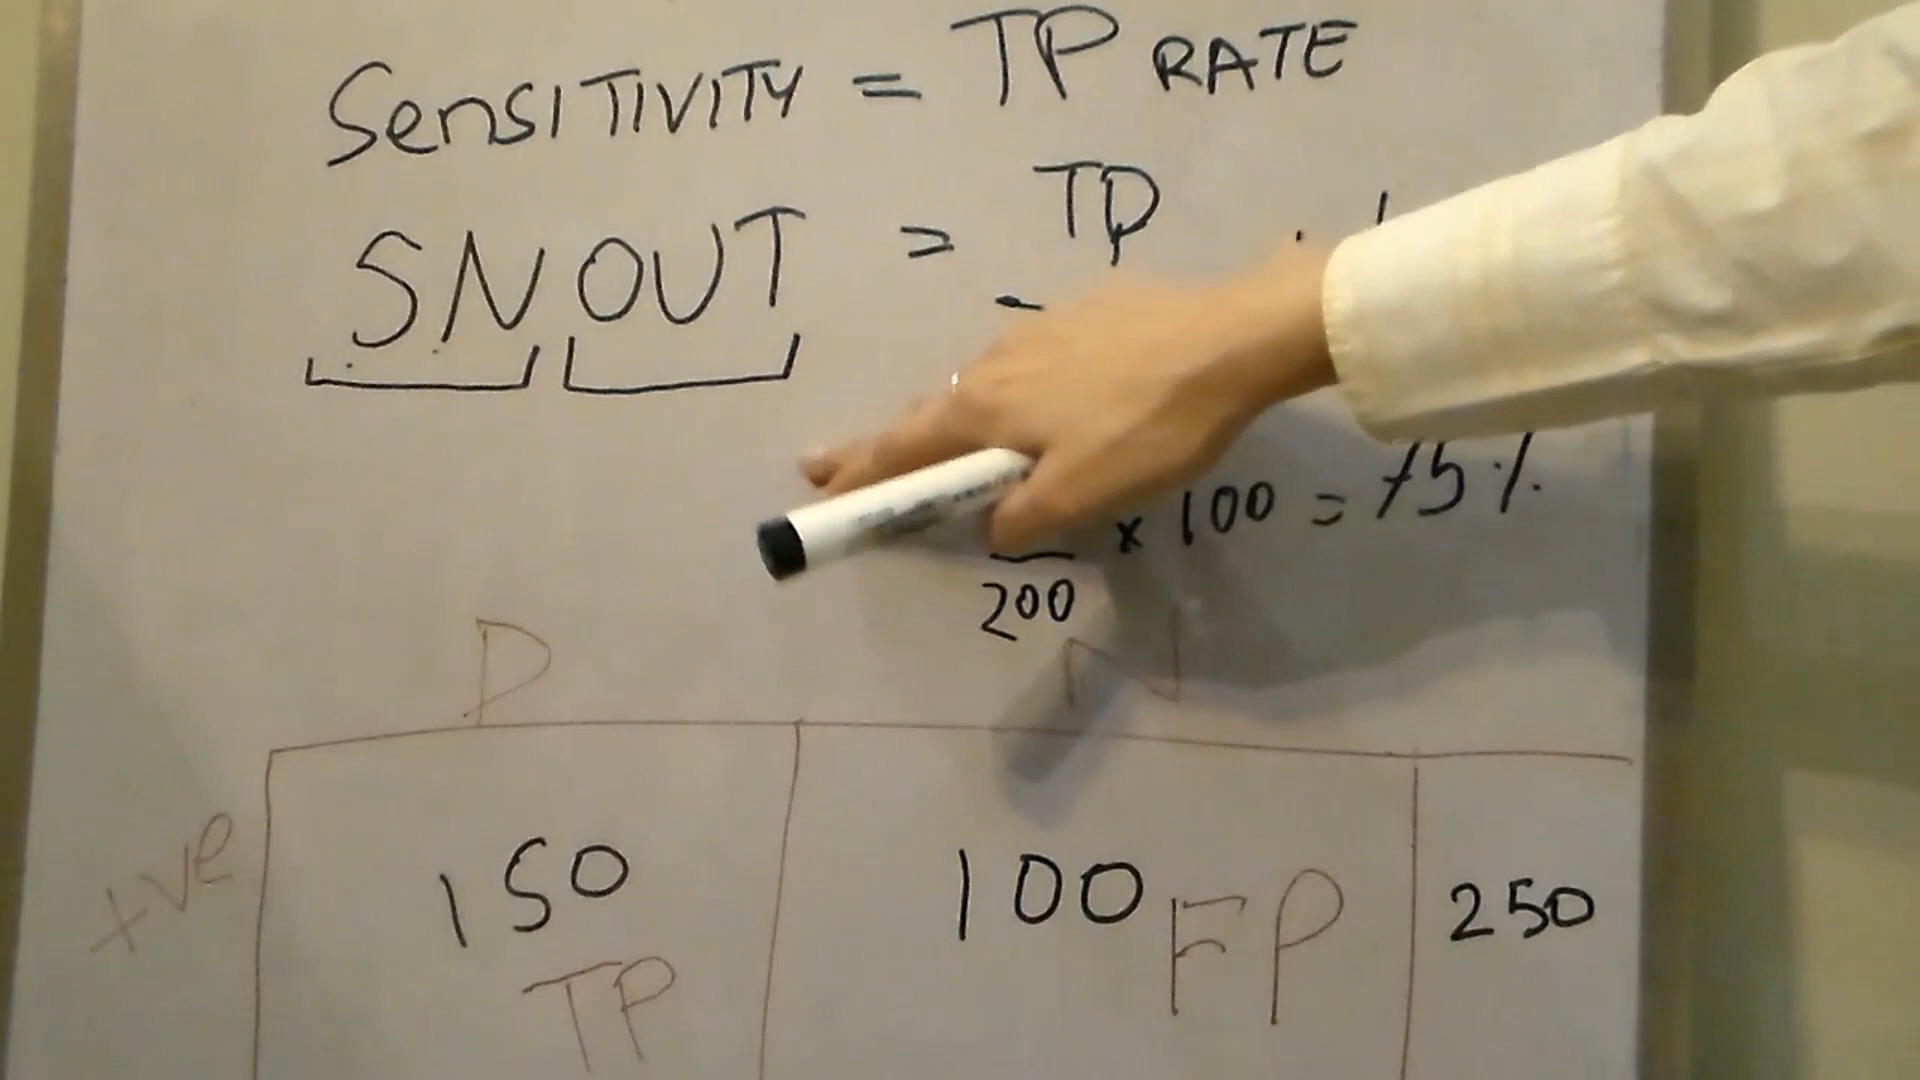 SenSITIVITY = TP RATE
SNOUT = TP
200 × 100 = 75 %
D N
+ve 150 100 250
TP FP